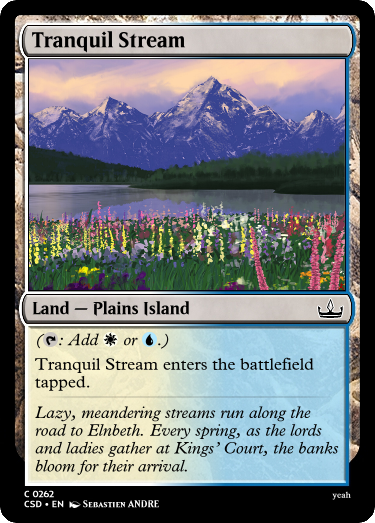 Tranquil Stream
Land — Plains Island
(: Add or .)
Tranquil Stream enters the battlefield
tapped.
Lazy, meandering streams run along the
road to Elnbeth. Every spring, as the lords
and ladies gather at Kings' Court, the banks
bloom for their arrival.
C 0262
CSD • EN Sebastien ANDRE
yeah